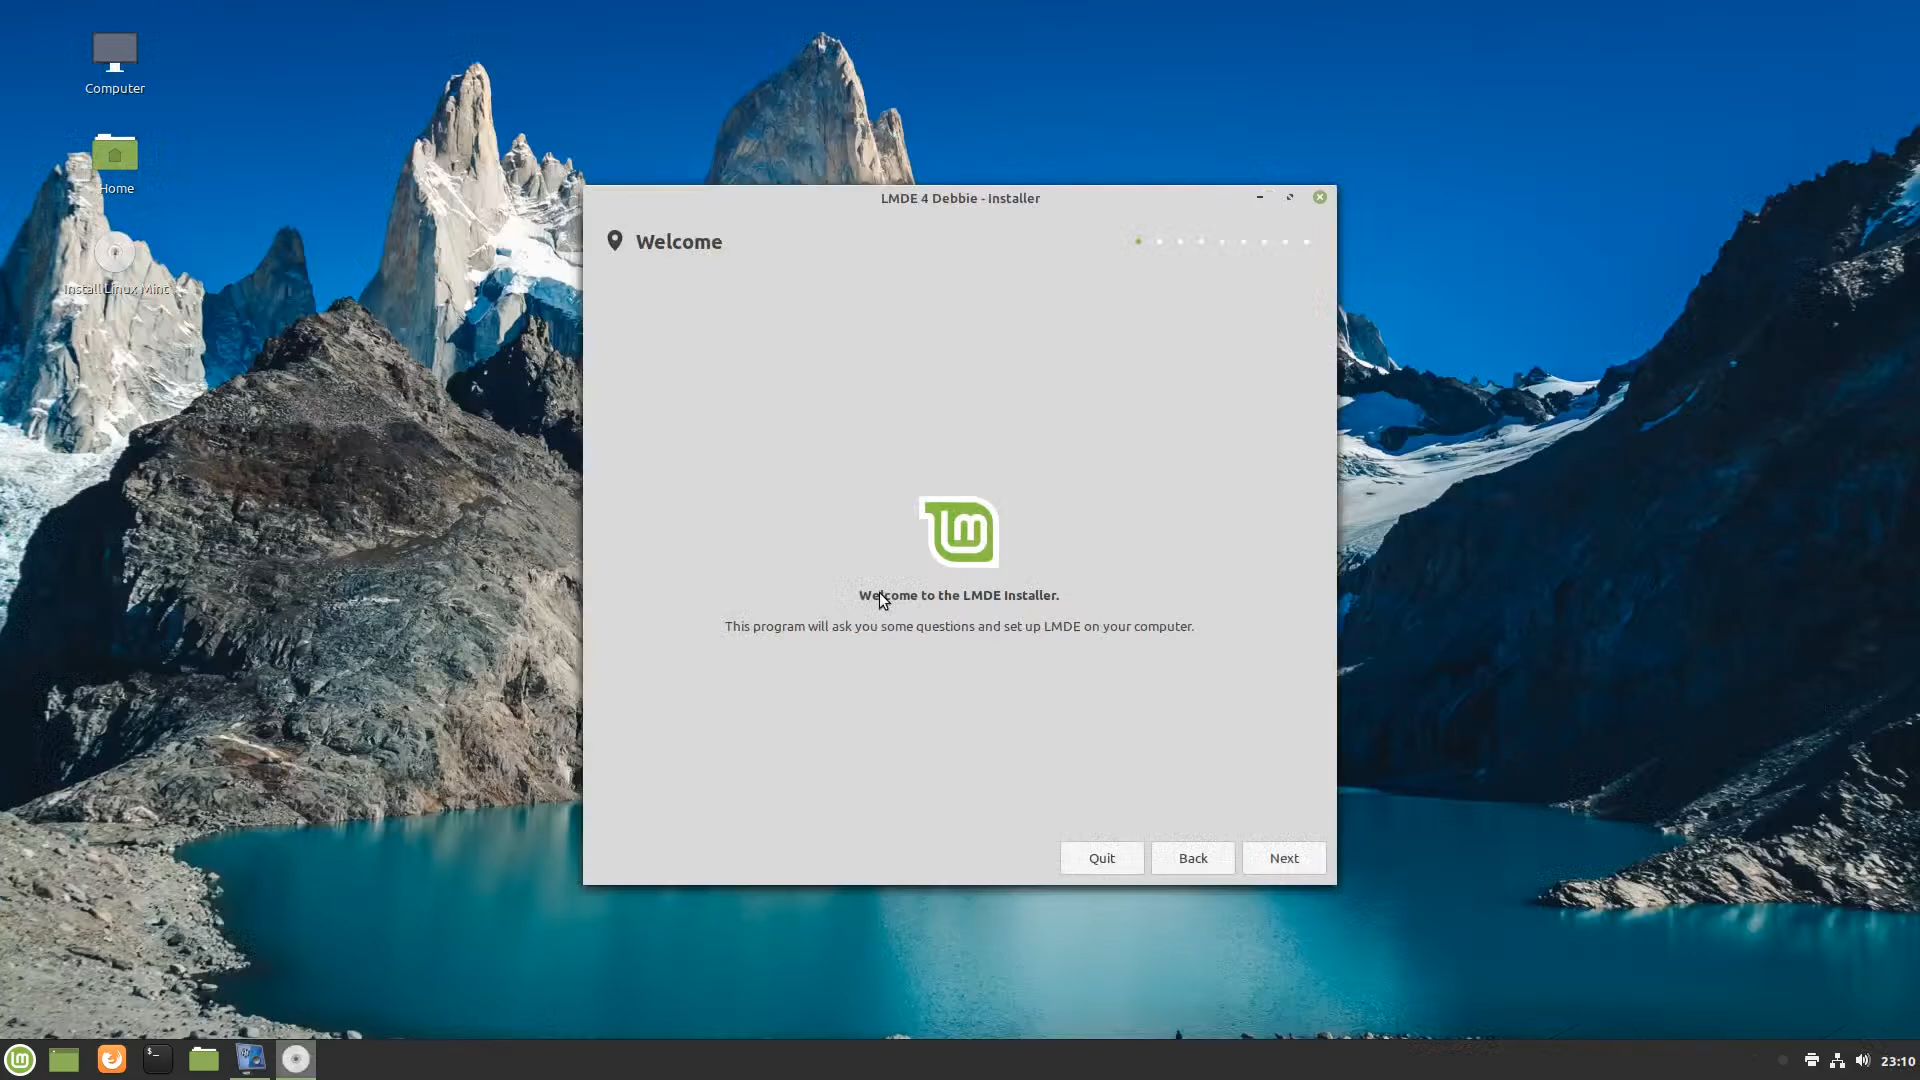 Computer
Home
Install Linux Mint
LMDE 4 Debbie - Installer
Welcome
Welcome to the LMDE Installer.
This program will ask you some questions and set up LMDE on your computer.
Quit
Back
Next
23:10